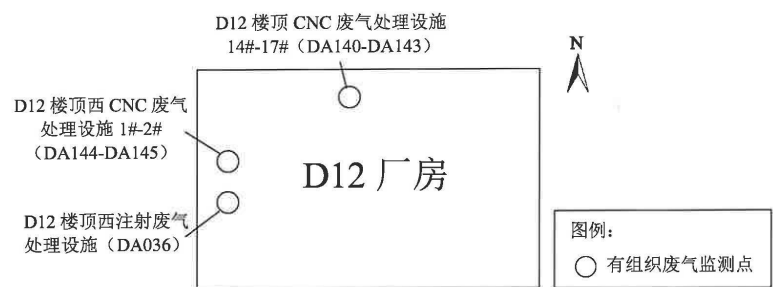 D12 楼顶 CNC 废气处理设施
14#-17#（DA140-DA143）
N
D12 楼顶西 CNC 废气
处理设施 1#-2#
（DA144-DA145）
D12 厂房
D12 楼顶西注射废气
处理设施（DA036）
图例：
有组织废气监测点